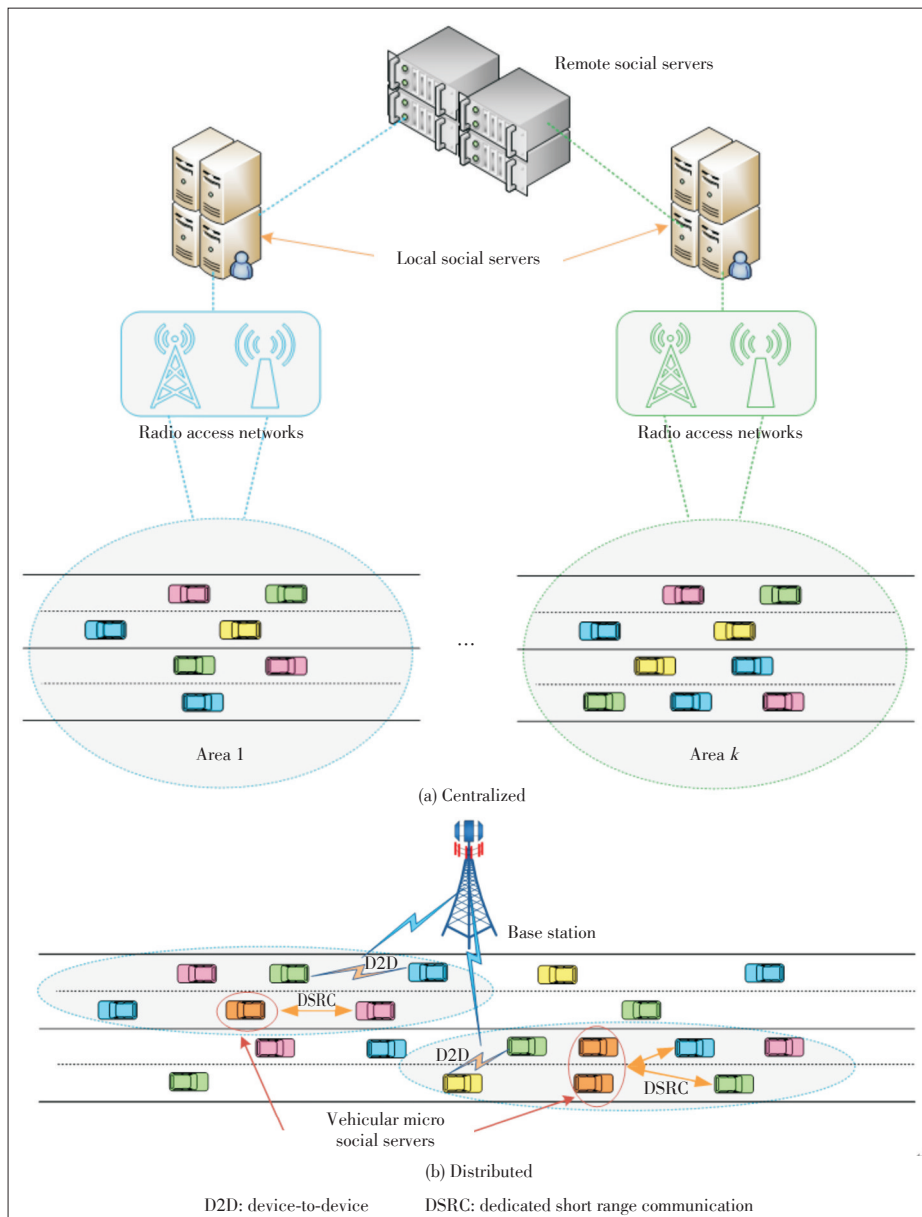 Remote social servers
Local social servers
Radio access networks
Radio access networks
...
Area 1
Area k
(a) Centralized
Base station
D2D
DSRC
D2D
DSRC
Vehicular micro
social servers
(b) Distributed
D2D: device-to-device DSRC: dedicated short range communication